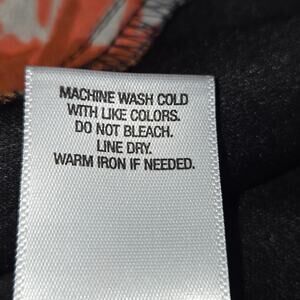 MACHINE WASH COLD
WITH LIKE COLORS.
DO NOT BLEACH.
LINE DRY.
WARM IRON IF NEEDED.